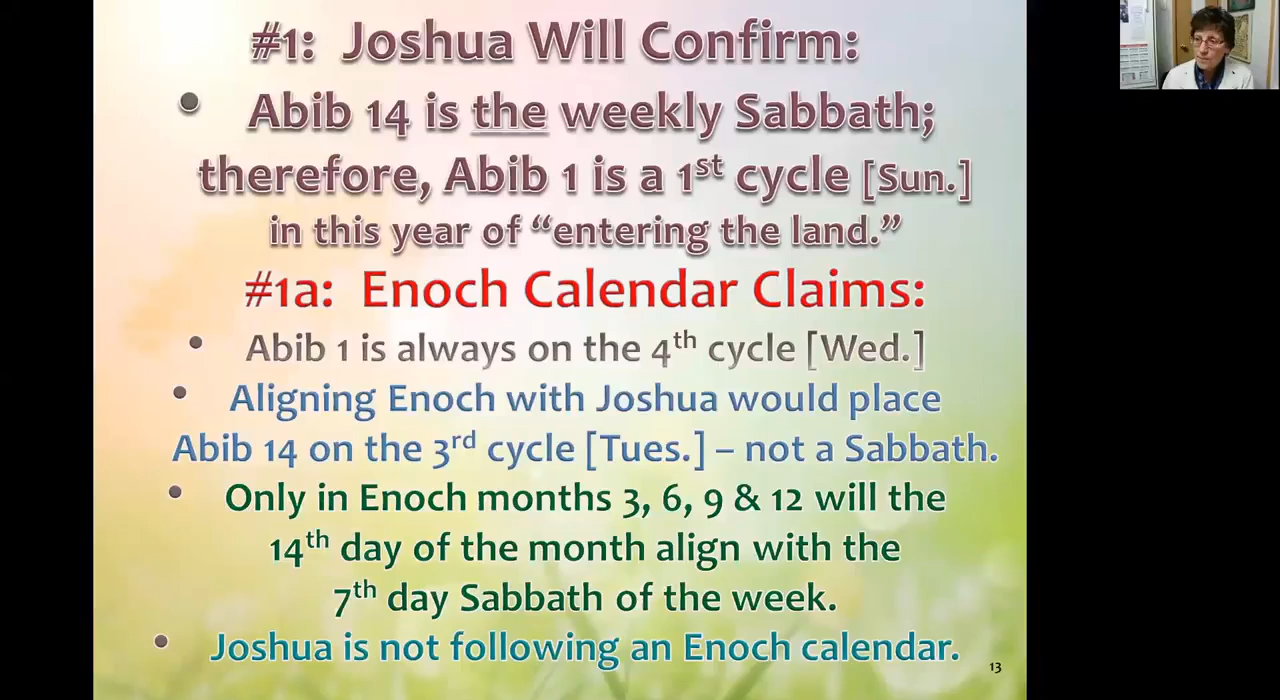 #1: Joshua Will Confirm:
• Abib 14 is the weekly Sabbath;
therefore, Abib 1 is a 1st cycle [Sun.]
in this year of “entering the land.”
#1a: Enoch Calendar Claims:
• Abib 1 is always on the 4th cycle [Wed.]
• Aligning Enoch with Joshua would place
Abib 14 on the 3rd cycle [Tues.] – not a Sabbath.
• Only in Enoch months 3, 6, 9 & 12 will the
14th day of the month align with the
7th day Sabbath of the week.
• Joshua is not following an Enoch calendar.
13